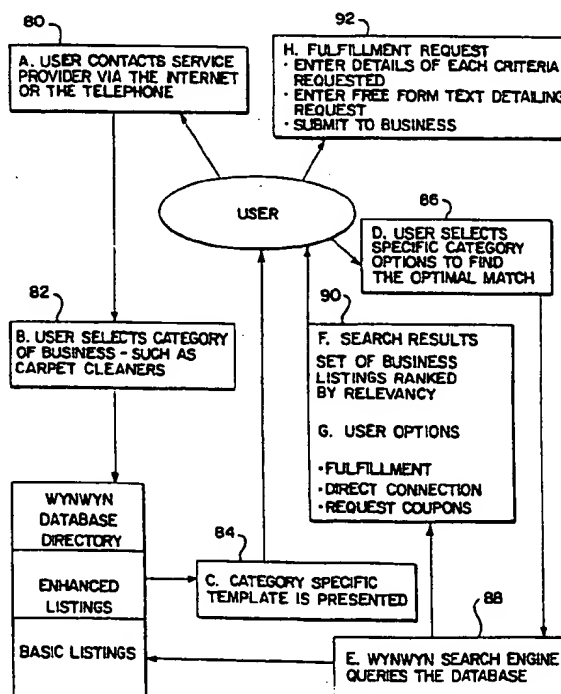 80
A. USER CONTACTS SERVICE
PROVIDER VIA THE INTERNET
OR THE TELEPHONE
92
H. FULFILLMENT REQUEST
• ENTER DETAILS OF EACH CRITERIA
REQUESTED
• ENTER FREE FORM TEXT DETAILING
REQUEST
• SUBMIT TO BUSINESS
USER
86
D. USER SELECTS
SPECIFIC CATEGORY
OPTIONS TO FIND
THE OPTIMAL MATCH
82
B. USER SELECTS CATEGORY
OF BUSINESS - SUCH AS
CARPET CLEANERS
90
F. SEARCH RESULTS
SET OF BUSINESS
LISTINGS RANKED
BY RELEVANCY
G. USER OPTIONS
• FULFILLMENT
• DIRECT CONNECTION
• REQUEST COUPONS
WYNWYN
DATABASE
DIRECTORY
ENHANCED
LISTINGS
BASIC LISTINGS
84
C. CATEGORY SPECIFIC
TEMPLATE IS PRESENTED
88
E. WYNWYN SEARCH ENGINE
QUERIES THE DATABASE